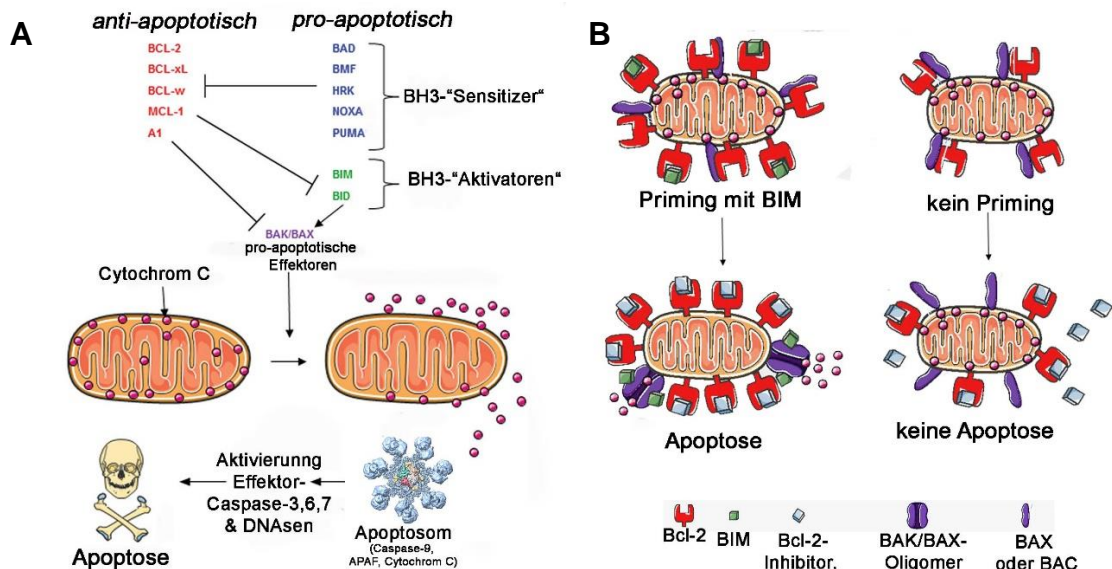 A
anti-apoptotisch
pro-apoptotisch
BCL-2
BCL-xL
BCL-w
MCL-1
A1
BAD
BMF
HRK
NOXA
PUMA
BH3-“Sensitizer“
BIM
BID
BH3-“Aktivatoren“
BAK/BAX
pro-apoptotische
Effektoren
Cytochrom C
Aktivierunng
Effektor-
Caspase-3,6,7
& DNAsen
Apoptosom
(Caspase-9,
APAF, Cytochrom C)
Apoptose
B
Priming mit BIM
kein Priming
Apoptose
keine Apoptose
Bcl-2
BIM
Bcl-2-
Inhibitor.
BAK/BAX-
Oligomer
BAX
oder BAC